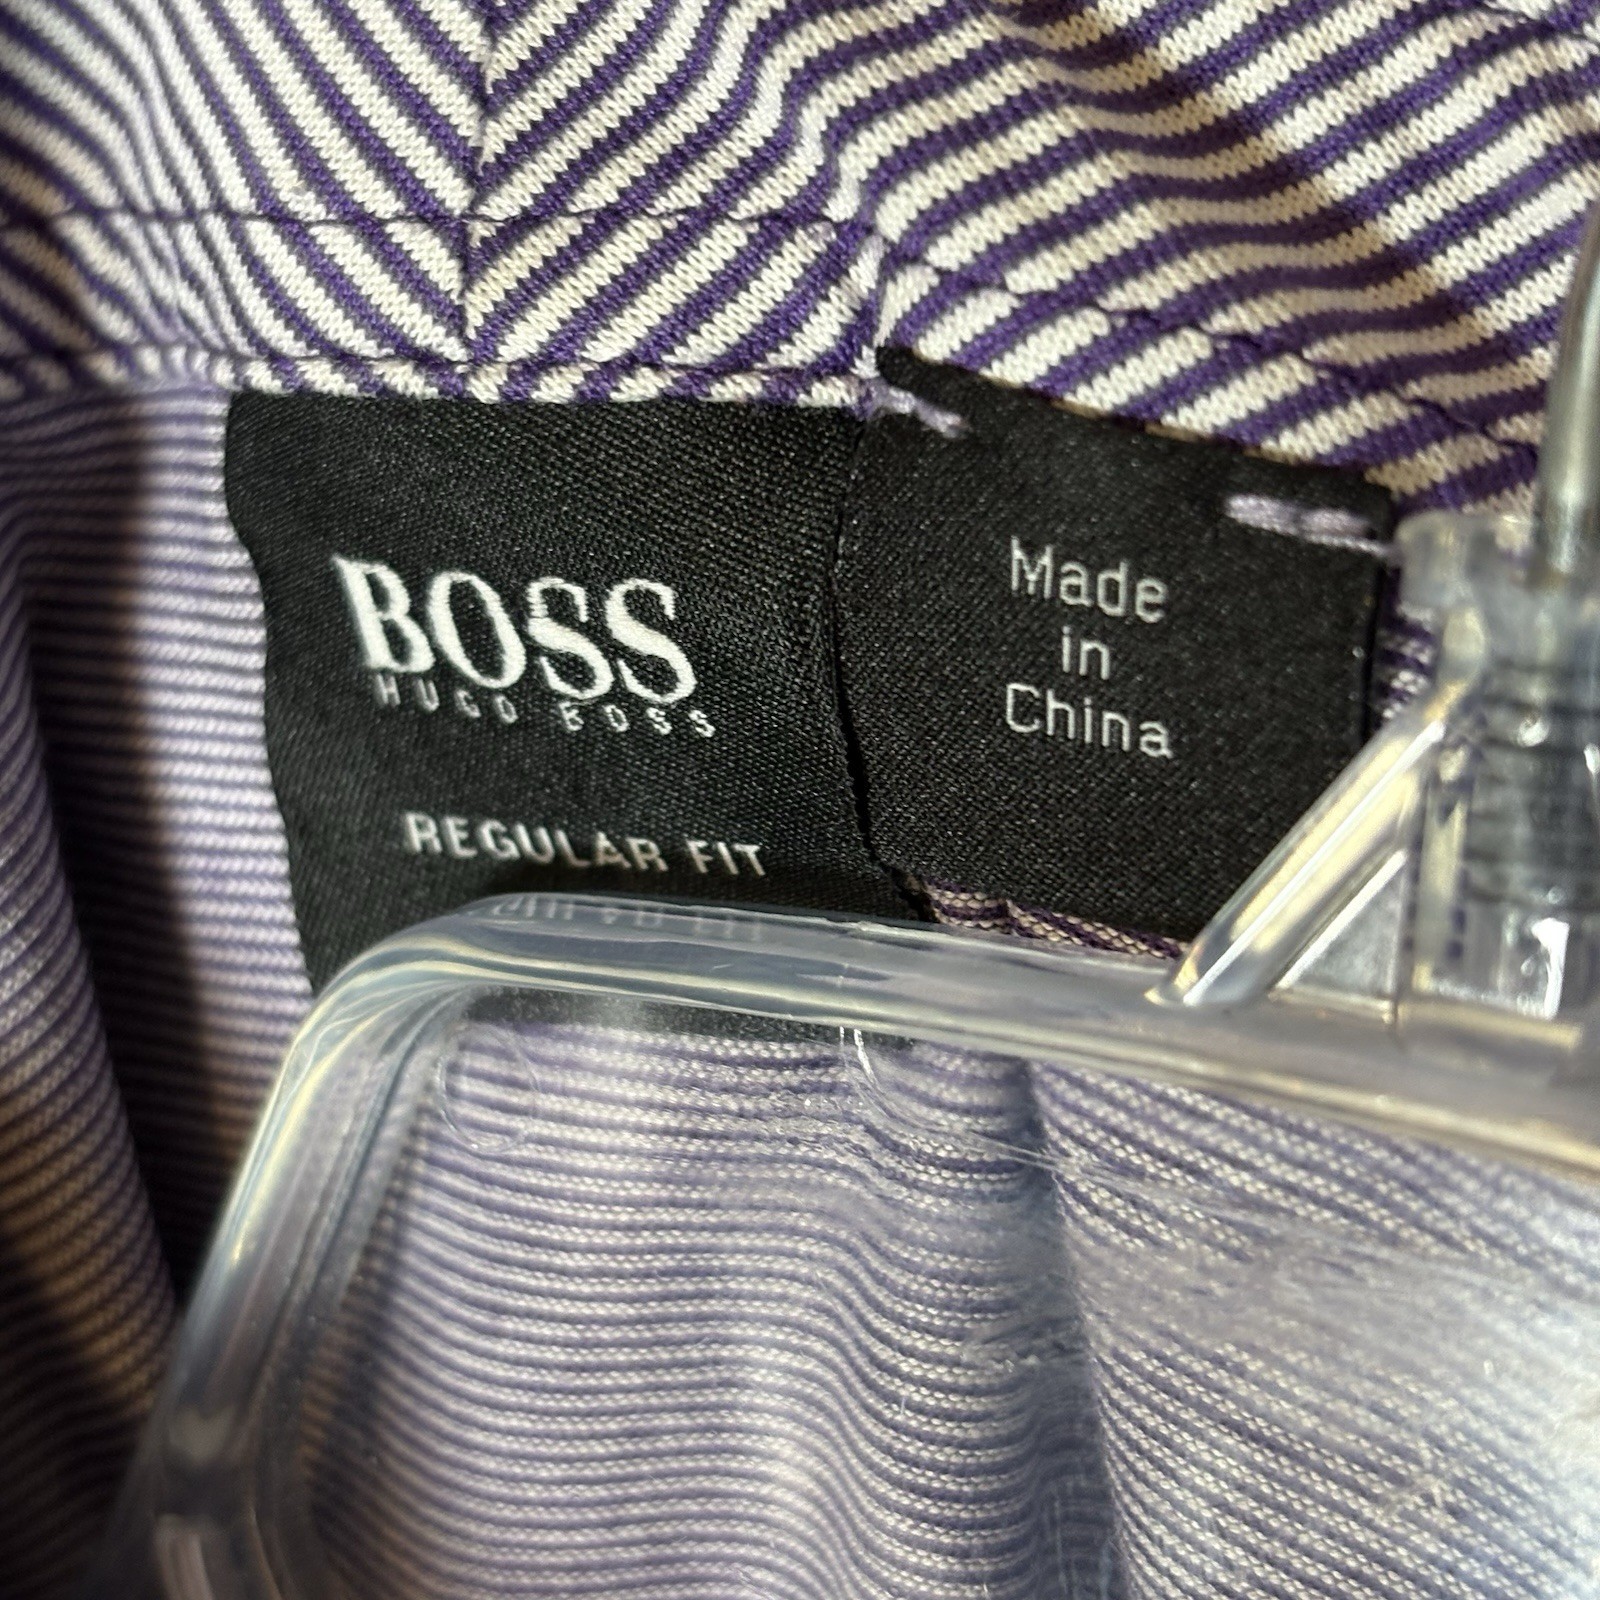 BOSS
HUGO BOSS
REGULAR FIT
Made
in
China